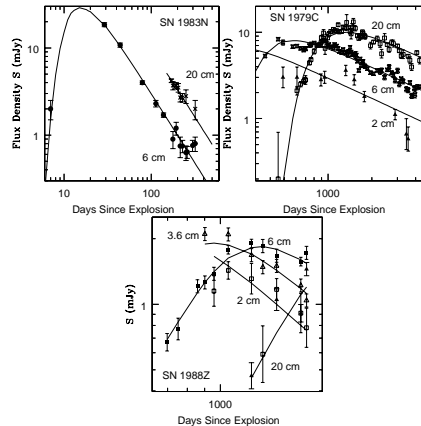 SN 1983N
Flux Density S (mJy)
10
1
20 cm
6 cm
10
100
Days Since Explosion
SN 1979C
Flux Density S (mJy)
10
1
20 cm
6 cm
2 cm
1000
Days Since Explosion
3.6 cm
6 cm
S (mJy)
1
2 cm
20 cm
SN 1988Z
1000
Days Since Explosion